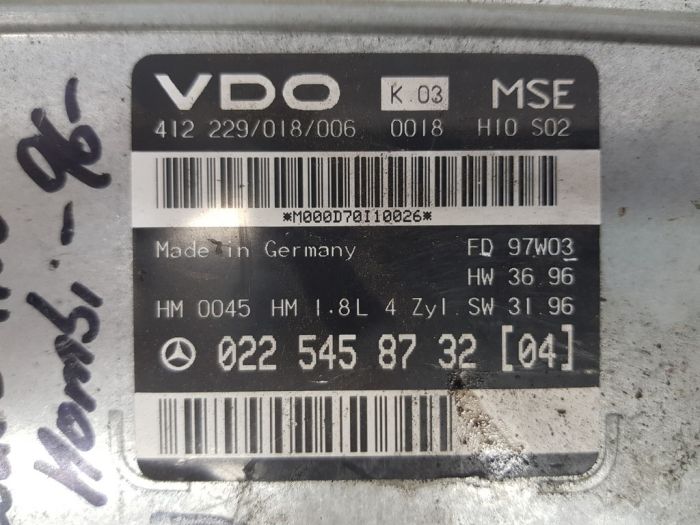 VDO K 03 MSE
412 229/018/006 0018 H10 S02
*M000D70I10026*
Made in Germany FD 97W03
HW 36 96
HM 0045 HM 1.8L 4 Zyl SW 31 96
022 545 87 32 [04]
-96-